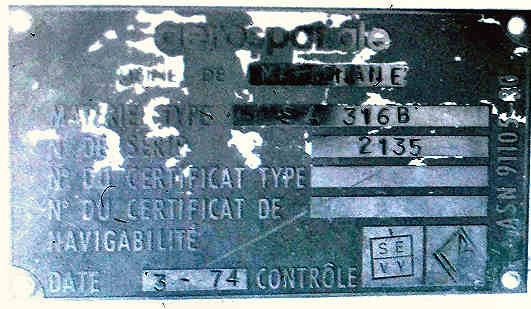 aerospatiale
USINE DE MARIGNANE
MATERIEL TYPE 316B
N° DE SERIE 2135
N° DU CERTIFICAT TYPE
N° DU CERTIFICAT DE
NAVIGABILITÉ
DATE 3 - 74 CONTRÔLE
SE
VY